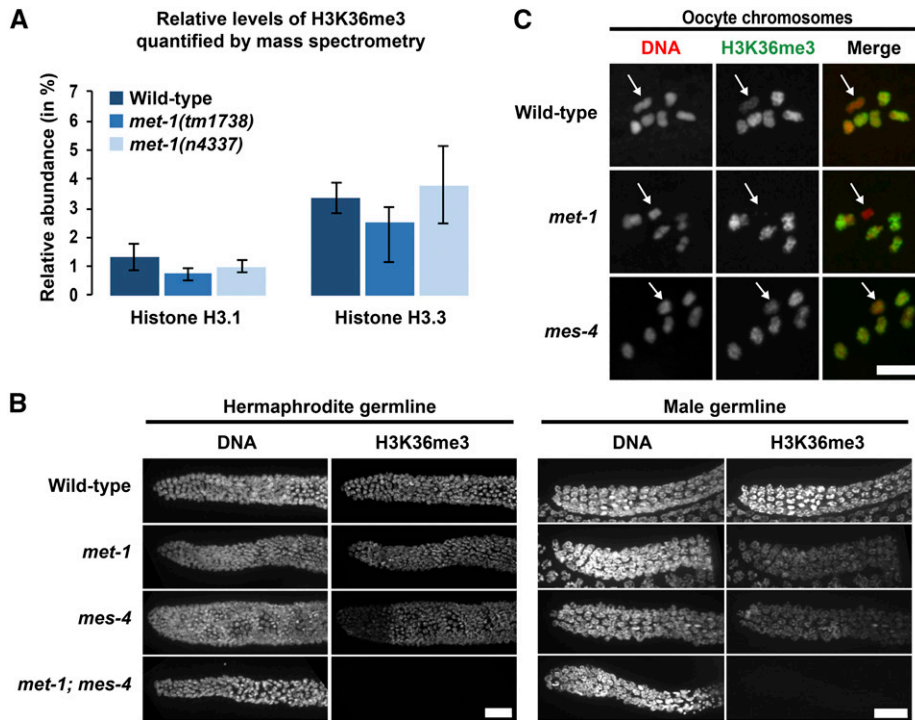 A
Relative levels of H3K36me3
quantified by mass spectrometry
Relative abundance (in %)
7
6
5
4
3
2
1
0
Wild-type
met-1(tm1738)
met-1(n4337)
Histone H3.1
Histone H3.3
C
Oocyte chromosomes
DNA
H3K36me3
Merge
Wild-type
met-1
mes-4
B
Hermaphrodite germline
Male germline
DNA
H3K36me3
DNA
H3K36me3
Wild-type
met-1
mes-4
met-1; mes-4